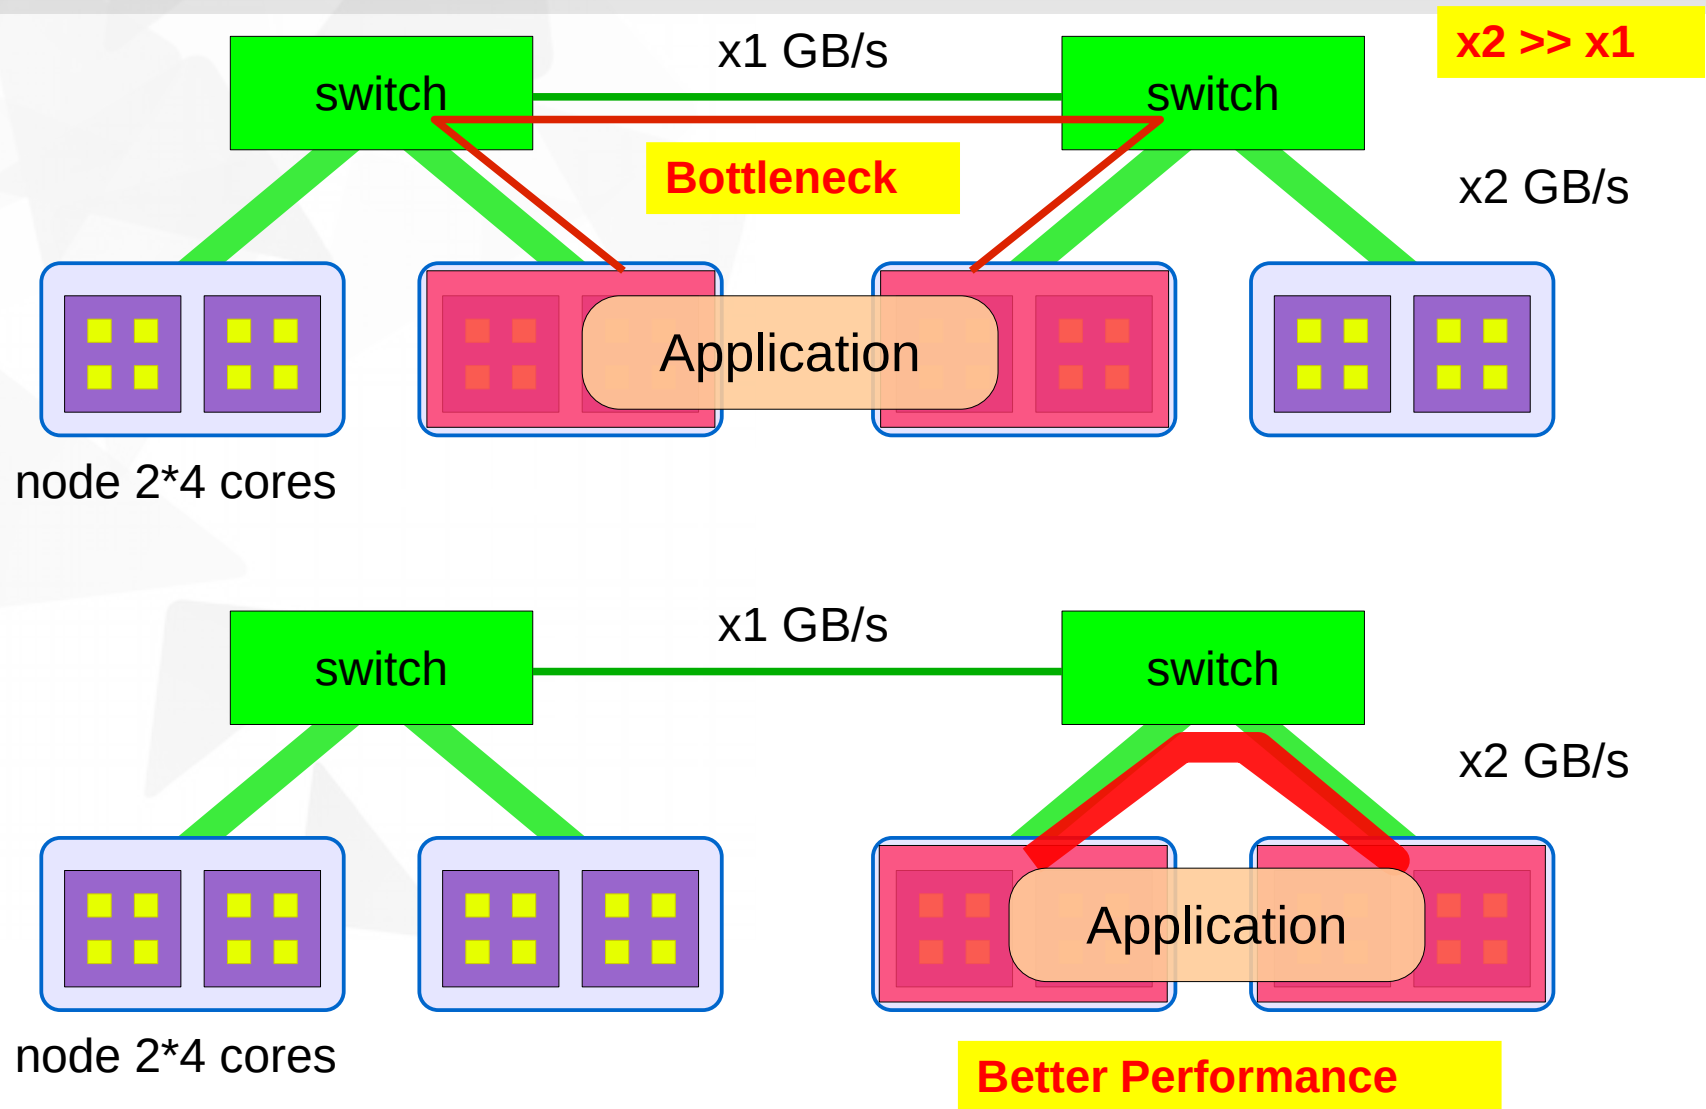 x1 GB/s
x2 >> x1
switch
switch
Bottleneck
x2 GB/s
Application
node 2*4 cores
x1 GB/s
switch
switch
x2 GB/s
Application
node 2*4 cores
Better Performance